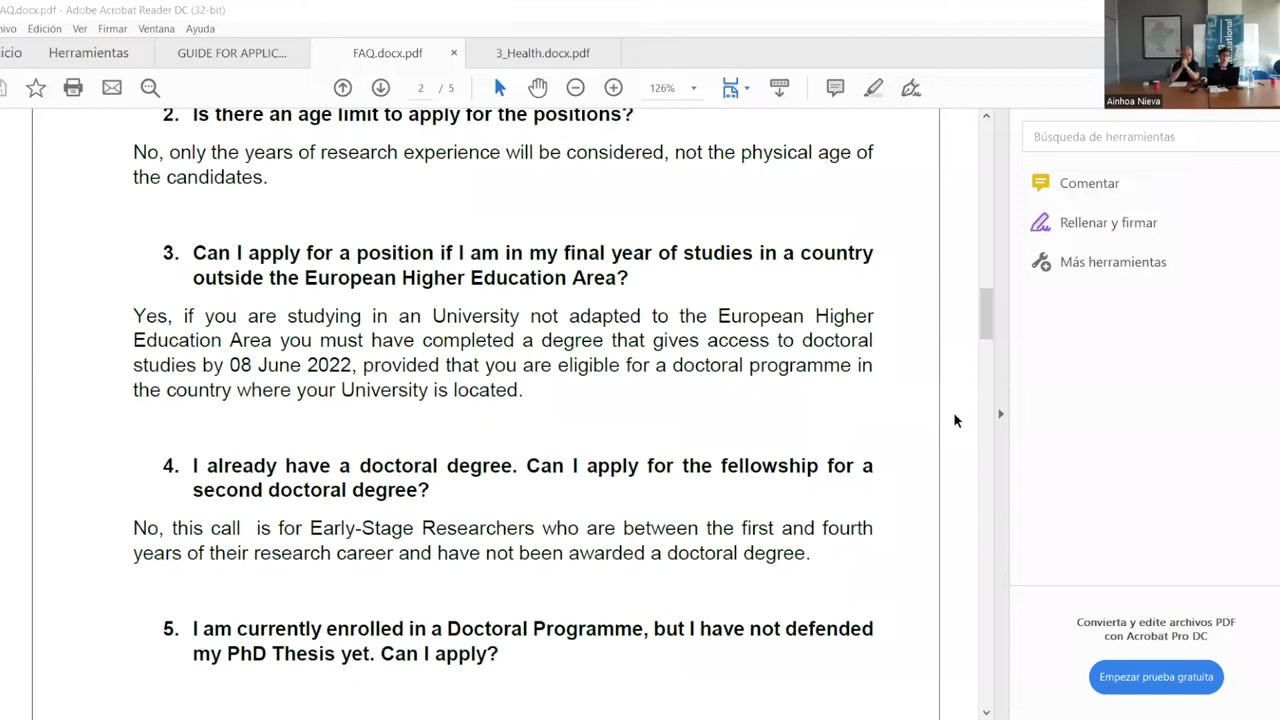 AQ.docx.pdf - Adobe Acrobat Reader DC (32-bit)
Edición Ver Firmar Ventana Ayuda
Herramientas GUIDE FOR APPLIC... FAQ.docx.pdf × 3_Health.docx.pdf
2 / 5 126%
2. Is there an age limit to apply for the positions?
No, only the years of research experience will be considered, not the physical age of
the candidates.
3. Can I apply for a position if I am in my final year of studies in a country
outside the European Higher Education Area?
Yes, if you are studying in an University not adapted to the European Higher
Education Area you must have completed a degree that gives access to doctoral
studies by 08 June 2022, provided that you are eligible for a doctoral programme in
the country where your University is located.
4. I already have a doctoral degree. Can I apply for the fellowship for a
second doctoral degree?
No, this call is for Early-Stage Researchers who are between the first and fourth
years of their research career and have not been awarded a doctoral degree.
5. I am currently enrolled in a Doctoral Programme, but I have not defended
my PhD Thesis yet. Can I apply?
Ainhoa Nieva
Búsqueda de herramientas
Comentar
Rellenar y firmar
Más herramientas
Convierta y edite archivos PDF
con Acrobat Pro DC
Empezar prueba gratuita